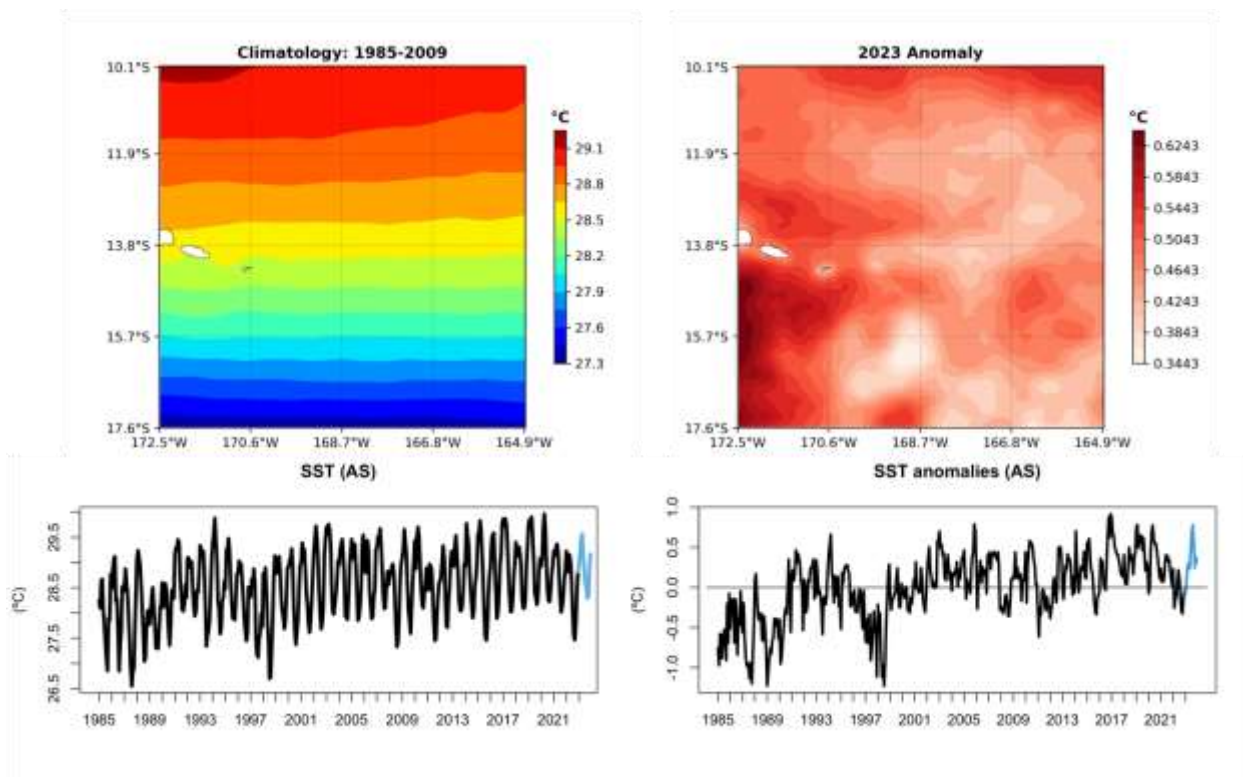 Climatology: 1985-2009
10.1°S
11.9°S
13.8°S
15.7°S
17.6°S
172.5°W 170.6°W 168.7°W 166.8°W 164.9°W
°C
29.1
28.8
28.5
28.2
27.9
27.6
27.3
2023 Anomaly
10.1°S
11.9°S
13.8°S
15.7°S
17.6°S
172.5°W 170.6°W 168.7°W 166.8°W 164.9°W
°C
0.6243
0.5843
0.5443
0.5043
0.4643
0.4243
0.3843
0.3443
SST (AS)
(ºC)
29.5
28.5
27.5
26.5
1985 1989 1993 1997 2001 2005 2009 2013 2017 2021
SST anomalies (AS)
(ºC)
1.0
0.5
0.0
-0.5
-1.0
1985 1989 1993 1997 2001 2005 2009 2013 2017 2021